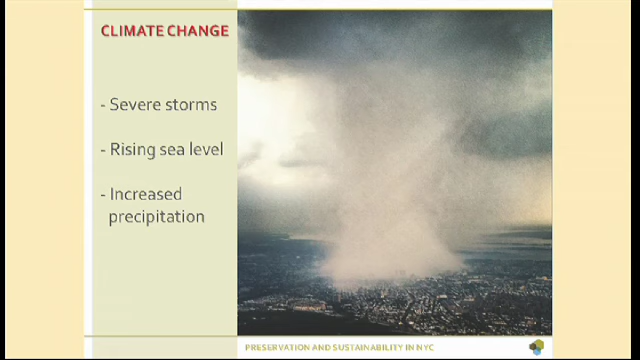 CLIMATE CHANGE
- Severe storms
- Rising sea level
- Increased
precipitation
PRESERVATION AND SUSTAINABILITY IN NYC